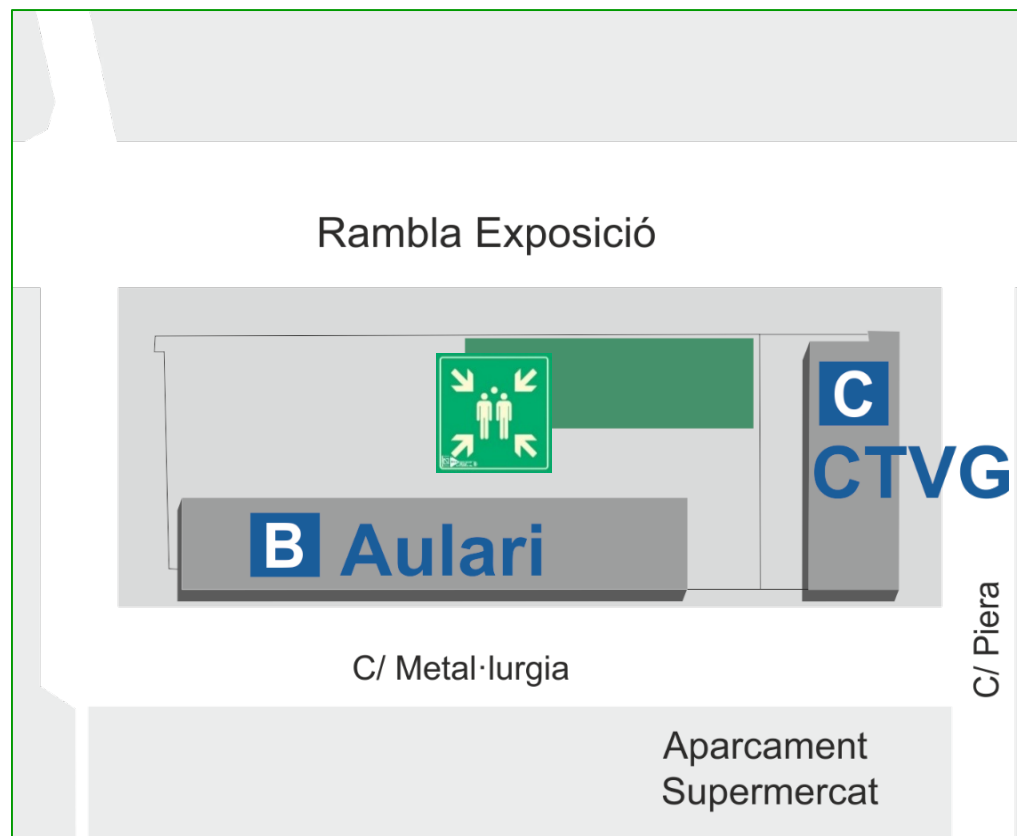 Rambla Exposició
C
CTVG
B Aulari
C/ Metal·lurgia
C/ Piera
Aparcament
Supermercat